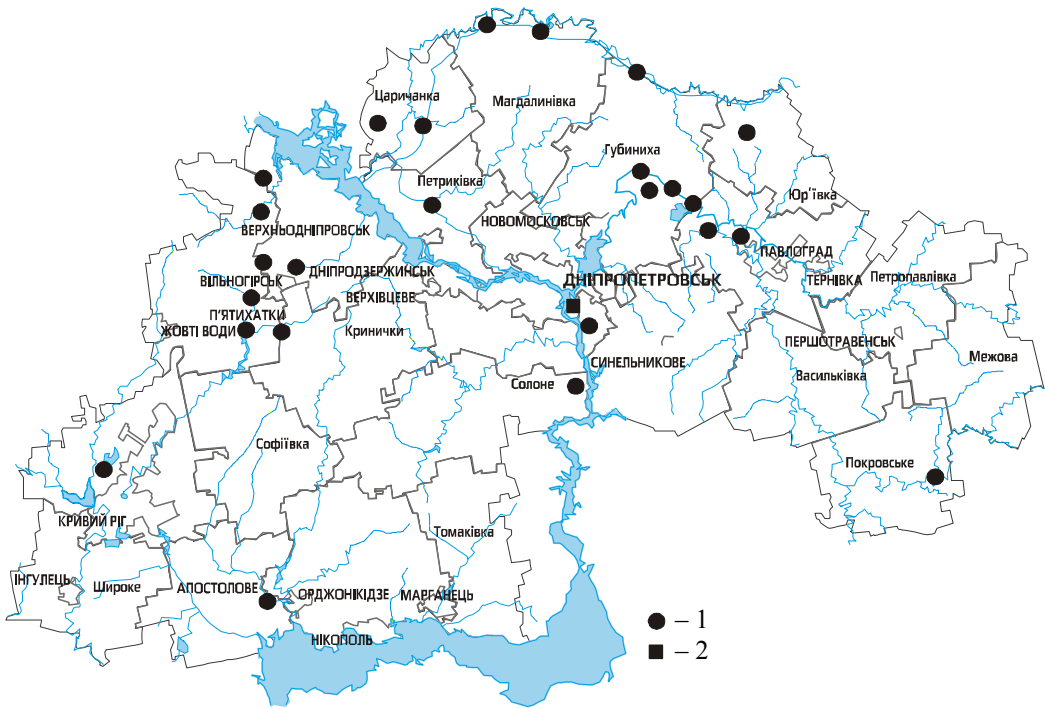 Царичанка
Магдалинівка
Губиниха
Петриківка
Юр'ївка
НОВОМОСКОВСЬК
ВЕРХНЬОДНІПРОВСЬК
ПАВЛОГРАД
ДНІПРОДЗЕРЖИНСЬК
ДНІПРОПЕТРОВСЬК
ТЕРНІВКА
Петропавлівка
ВІЛЬНОГІРСЬК
ВЕРХІВЦЕВЕ
П'ЯТИХАТКИ
ЖОВТІ ВОДИ
Кринички
ПЕРШОТРАВЕНСЬК
Межова
СИНЕЛЬНИКОВЕ
Васильківка
Солоне
Софіївка
Покровське
КРИВИЙ РІГ
Томаківка
ІНГУЛЕЦЬ
Широке
АПОСТОЛОВЕ
ОРДЖОНІКІДЗЕ
МАРГАНЕЦЬ
НІКОПОЛЬ
– 1
– 2